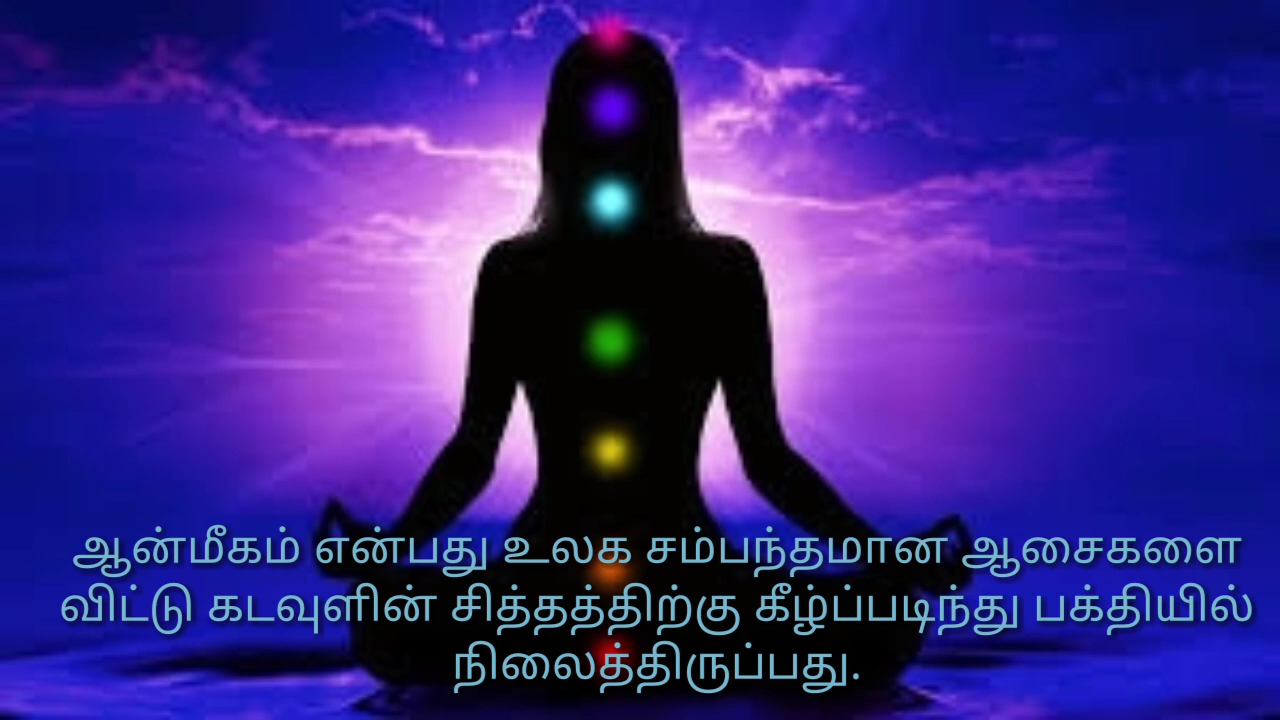 ஆன்மீகம் என்பது உலக சம்பந்தமான ஆசைகளை
விட்டு கடவுளின் சித்தத்திற்கு கீழ்ப்படிந்து பக்தியில்
நிலைத்திருப்பது.